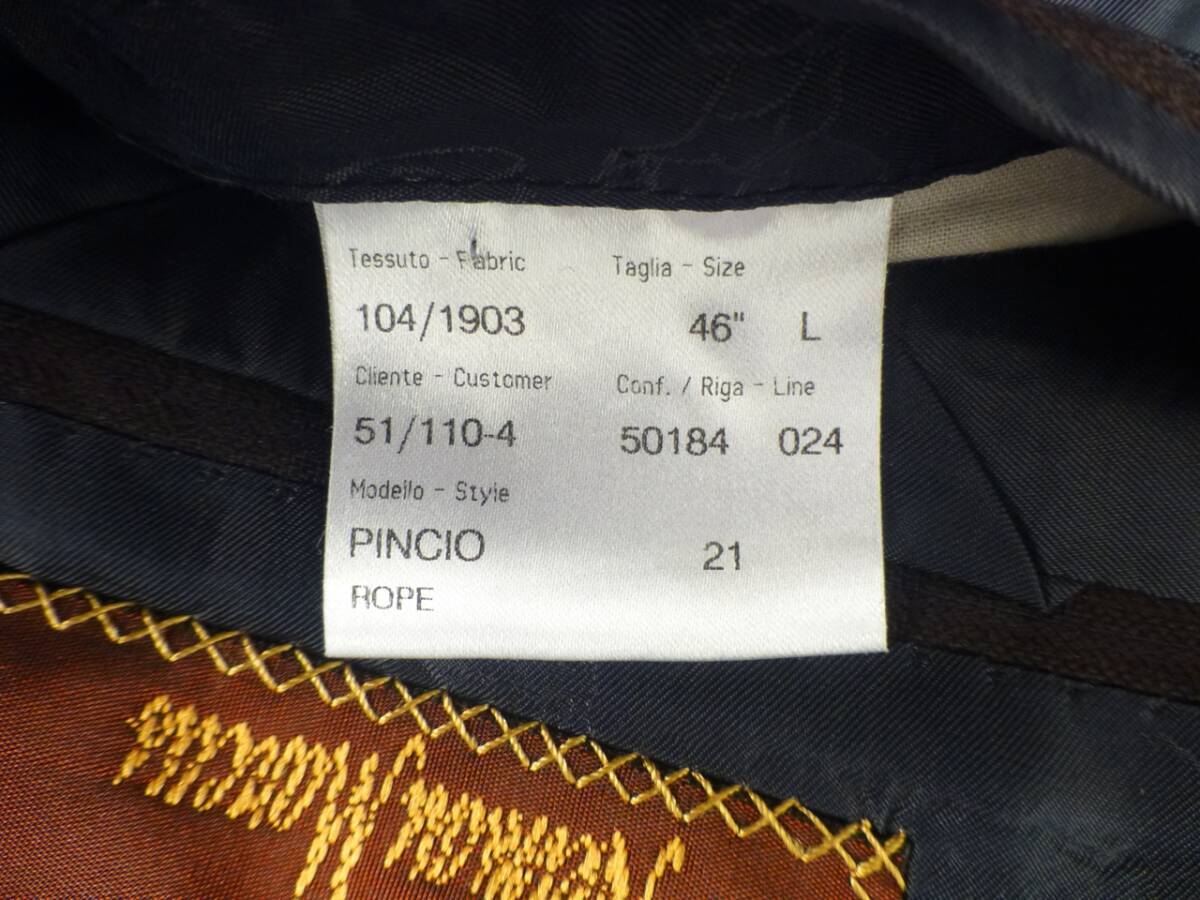 Tessuto - Fabric Taglia - Size
104/1903 46" L
Cliente - Customer Conf. / Riga - Line
51/110-4 50184 024
Modello - Style
PINCIO 21
ROPE